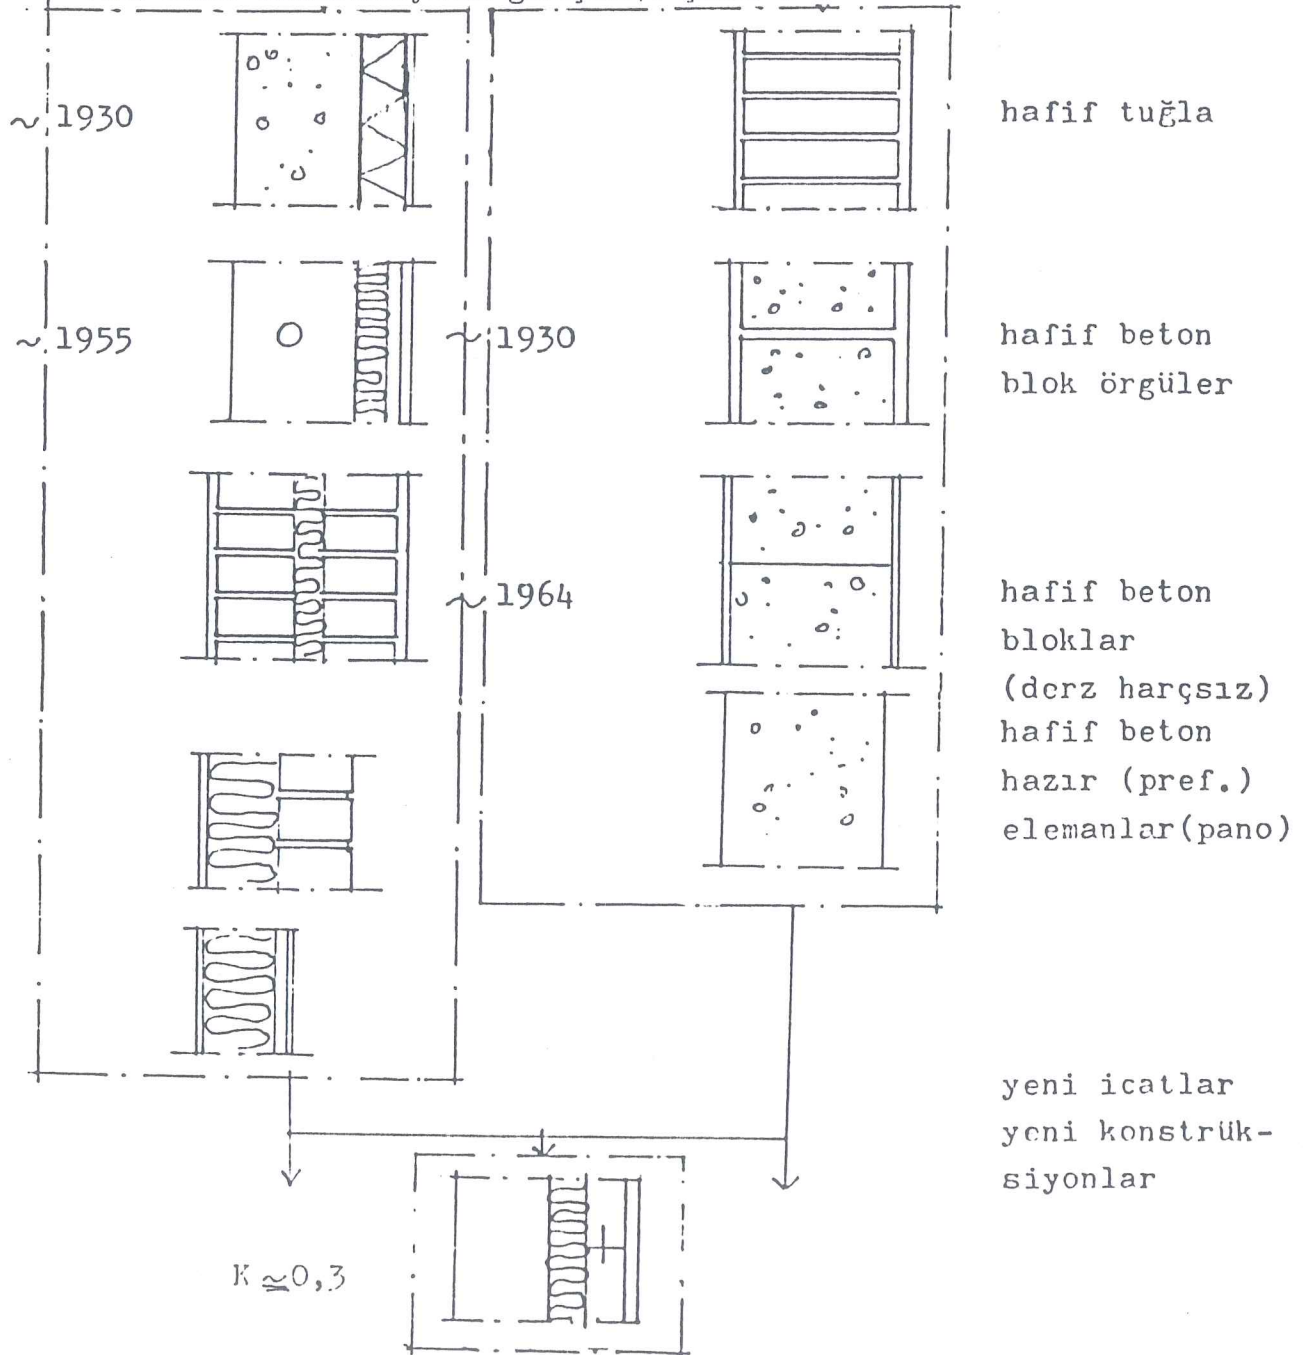 ~ 1930
hafif tuğla
~ 1955
~ 1930
hafif beton
blok örgüler
~ 1964
hafif beton
bloklar
(derz harçsız)
hafif beton
hazır (pref.)
elemanlar(pano)
yeni icatlar
yeni konstrük-
siyonlar
K ≃0,3